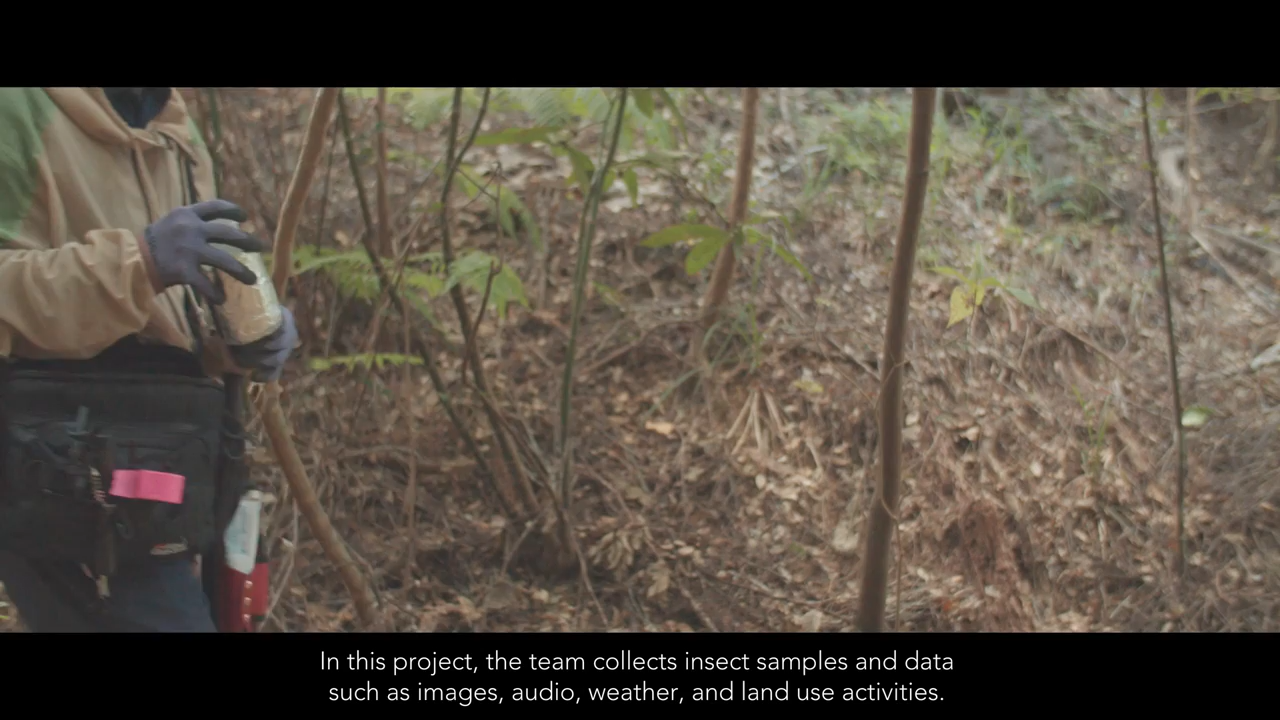 In this project, the team collects insect samples and data
such as images, audio, weather, and land use activities.